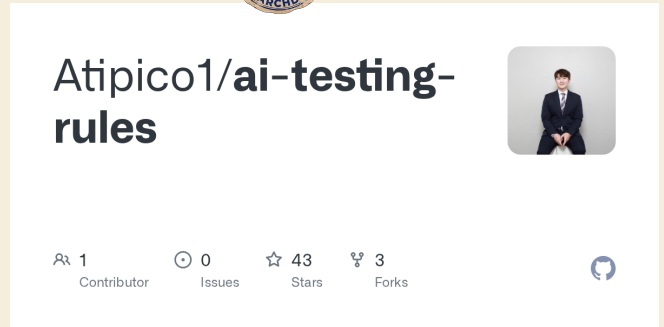 Atipico1/ai-testing-
rules
1
Contributor
0
Issues
43
Stars
3
Forks